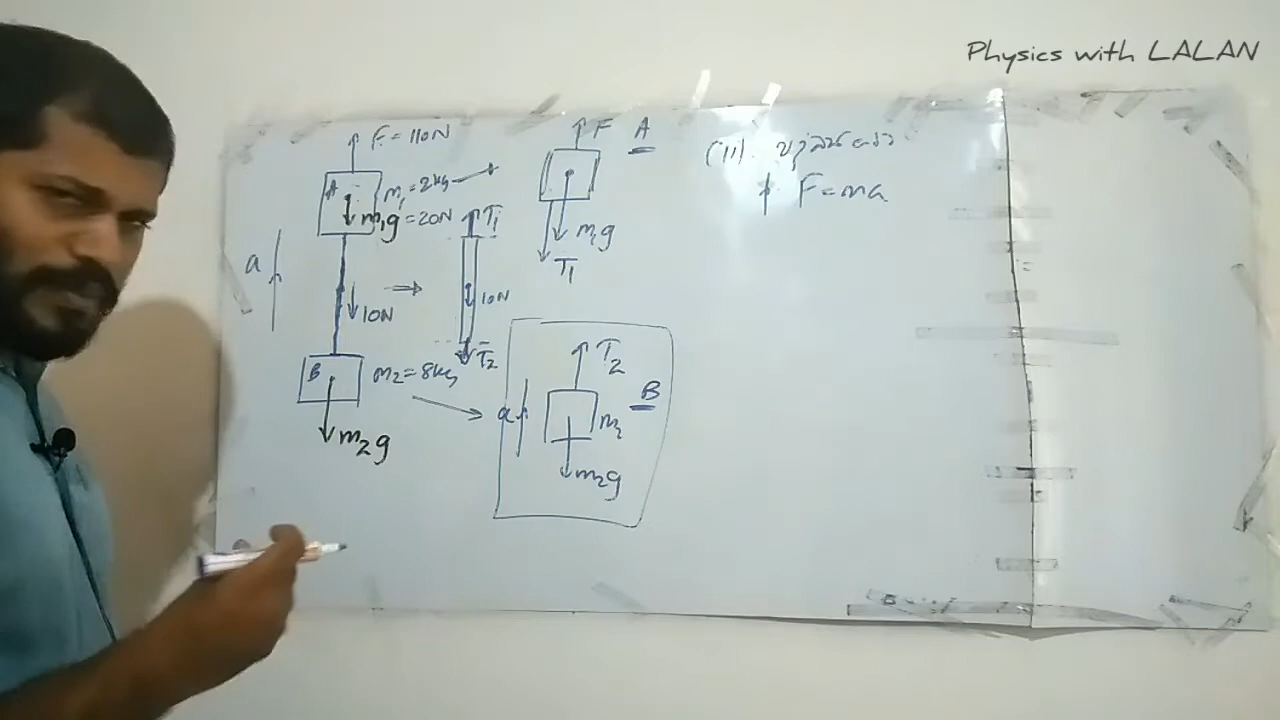 Physics with LALAN
F = 110N
A
m₁ = 2kg
m₁g = 20N
a
10N
B
m₂ = 8kg
m₂g
T₁
10N
T₂
F
A
m₁g
T₁
T₂
B
a
m₂
m₂g
(11).
F = ma